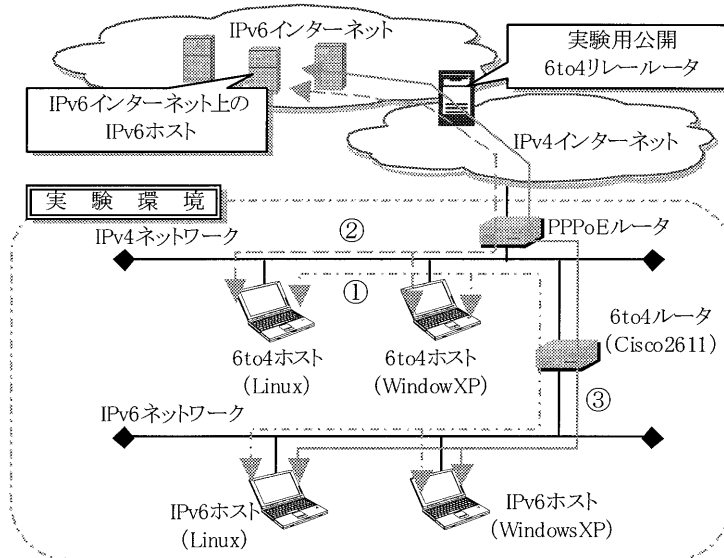 IPv6インターネット
実験用公開
6to4リレールータ
IPv6インターネット上の
IPv6ホスト
IPv4インターネット
実験環境
IPv4ネットワーク
②
PPPoEルータ
①
6to4ホスト
(Linux)
6to4ホスト
(WindowXP)
6to4ルータ
(Cisco2611)
③
IPv6ネットワーク
IPv6ホスト
(Linux)
IPv6ホスト
(WindowsXP)